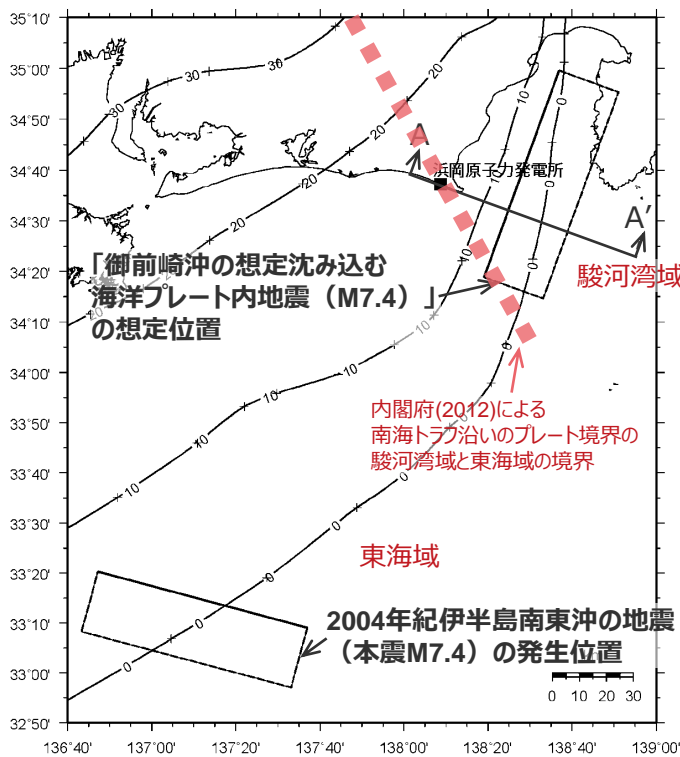 35°10'
35°00'
34°50'
34°40'
34°30'
34°20'
34°10'
34°00'
33°50'
33°40'
33°30'
33°20'
33°10'
33°00'
32°50'
30
30
20
20
20
20
20
10
10
10
10
10
10
10
10
0
0
0
0
0
0
0
0
0
A
浜岡原子力発電所
A'
駿河湾域
「御前崎沖の想定沈み込む
海洋プレート内地震（M7.4）」
の想定位置
内閣府(2012)による
南海トラフ沿いのプレート境界の
駿河湾域と東海域の境界
東海域
2004年紀伊半島南東沖の地震
（本震M7.4）の発生位置
0 10 20 30
136°40' 137°00' 137°20' 137°40' 138°00' 138°20' 138°40' 139°00'